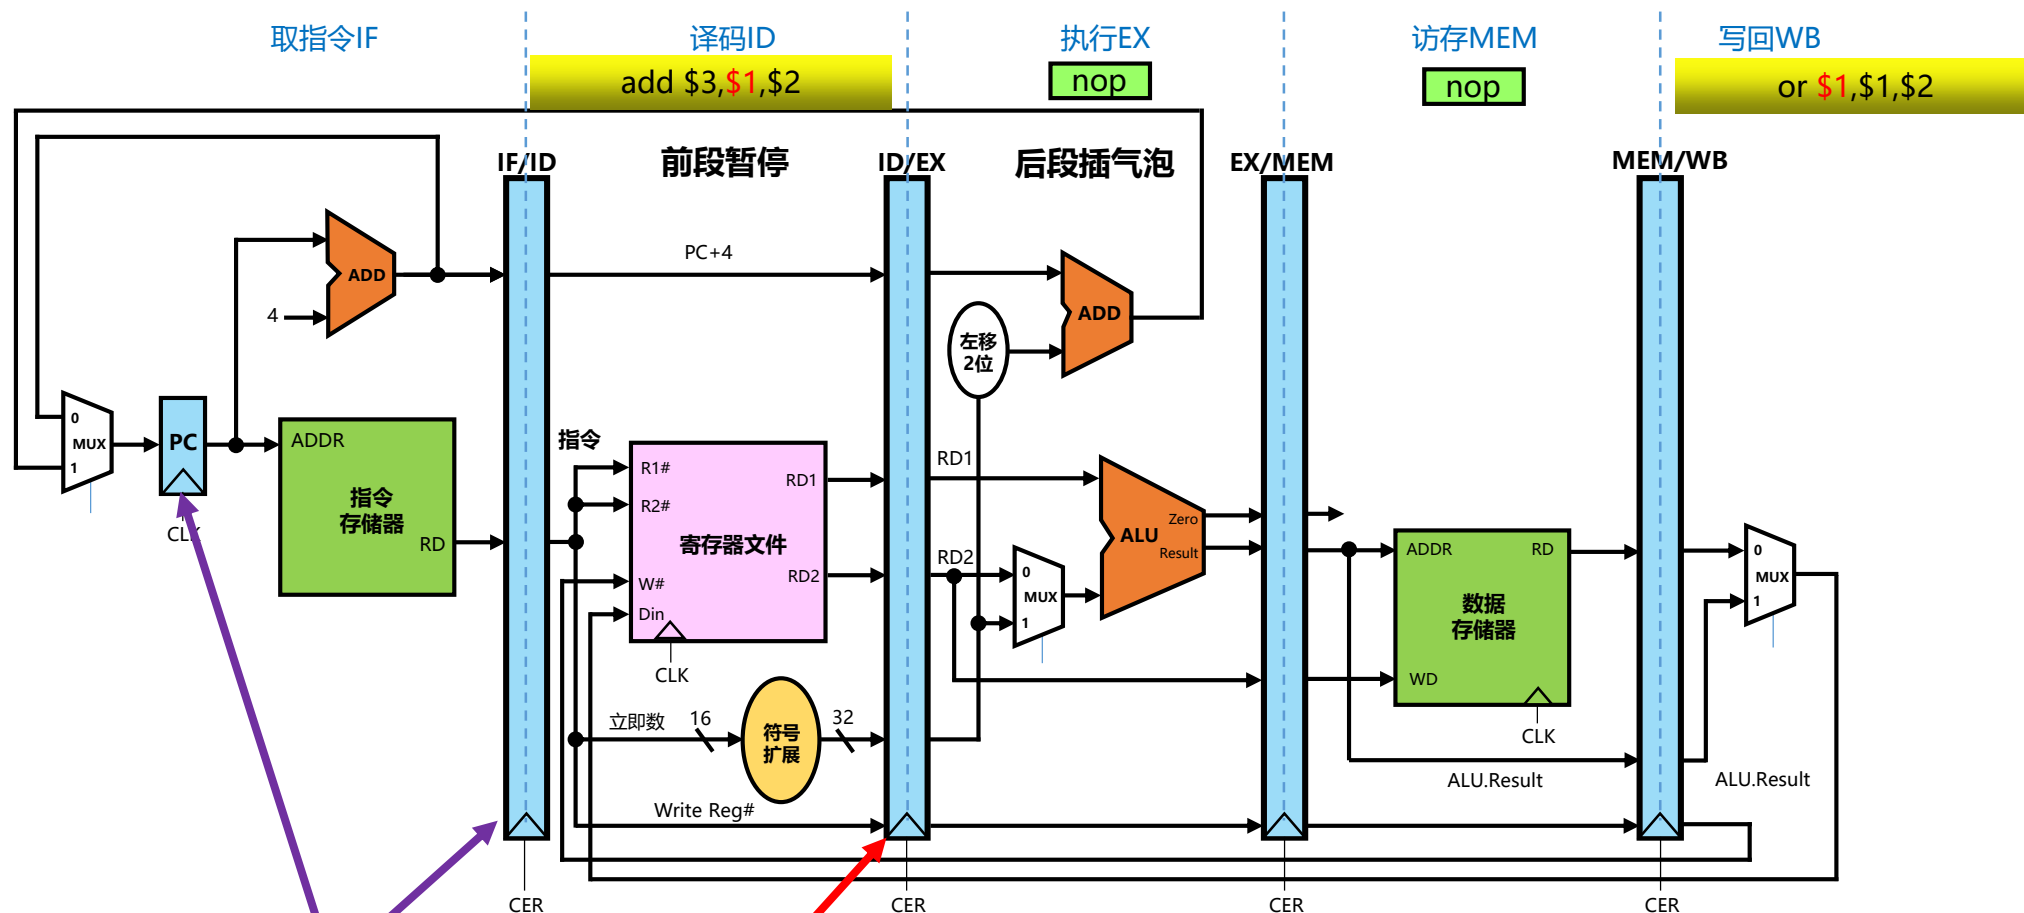 取指令IF
译码ID
执行EX
访存MEM
写回WB
add $3,$1,$2
nop
nop
or $1,$1,$2
IF/ID
前段暂停
ID/EX
后段插气泡
EX/MEM
MEM/WB
ADD
4
PC+4
ADD
左移
2位
0
MUX
1
PC
CLK
ADDR
指令
存储器
RD
指令
R1#
R2#
W#
Din
寄存器文件
RD1
RD2
CLK
立即数
16
符号
扩展
32
Write Reg#
RD1
RD2
0
MUX
1
ALU
Zero
Result
ADDR
RD
数据
存储器
WD
CLK
ALU.Result
0
MUX
1
ALU.Result
CER
CER
CER
CER